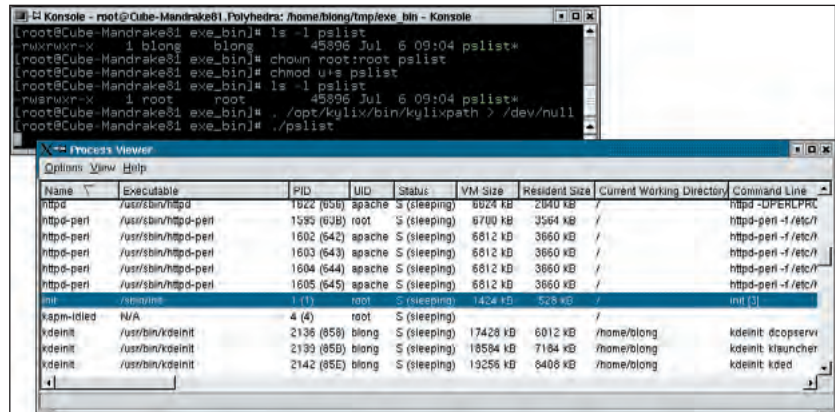 Konsole - root@Cube-Mandrake81.Polyhedra: /home/blong/tmp/exe_bin - Konsole
[root@Cube-Mandrake81 exe_bin]# ls -l pslist
-rwxrwxr-x 1 blong blong 45896 Jul 6 09:04 pslist*
[root@Cube-Mandrake81 exe_bin]# chown root:root pslist
[root@Cube-Mandrake81 exe_bin]# chmod u+s pslist
[root@Cube-Mandrake81 exe_bin]# ls -l pslist
-rwsrwxr-x 1 root root 45896 Jul 6 09:04 pslist*
[root@Cube-Mandrake81 exe_bin]# . /opt/kylix/bin/kylixpath > /dev/null
[root@Cube-Mandrake81 exe_bin]# ./pslist
Process Viewer
Options View Help
Name Executable PID UID Status VM Size Resident Size Current Working Directory Command Line
httpd /usr/sbin/httpd 1622 (656) apache S (sleeping) 6624 kB 2840 kB / httpd -DPERLPRO
httpd-perl /usr/sbin/httpd-perl 1595 (63B) root S (sleeping) 6700 kB 3564 kB / httpd-perl -f /etc/h
httpd-perl /usr/sbin/httpd-perl 1602 (642) apache S (sleeping) 6812 kB 3660 kB / httpd-perl -f /etc/h
httpd-perl /usr/sbin/httpd-perl 1603 (643) apache S (sleeping) 6812 kB 3660 kB / httpd-perl -f /etc/h
httpd-perl /usr/sbin/httpd-perl 1604 (644) apache S (sleeping) 6812 kB 3660 kB / httpd-perl -f /etc/h
httpd-perl /usr/sbin/httpd-perl 1605 (645) apache S (sleeping) 6812 kB 3660 kB / httpd-perl -f /etc/h
init /sbin/init 1 (1) root S (sleeping) 1424 kB 528 kB / init [3]
kapm-idled N/A 4 (4) root S (sleeping) /
kdeinit /usr/bin/kdeinit 2136 (858) blong S (sleeping) 17428 kB 6012 kB /home/blong kdeinit: dcopserve
kdeinit /usr/bin/kdeinit 2139 (85B) blong S (sleeping) 18584 kB 7184 kB /home/blong kdeinit: klauncher
kdeinit /usr/bin/kdeinit 2142 (85E) blong S (sleeping) 19256 kB 8408 kB /home/blong kdeinit: kded